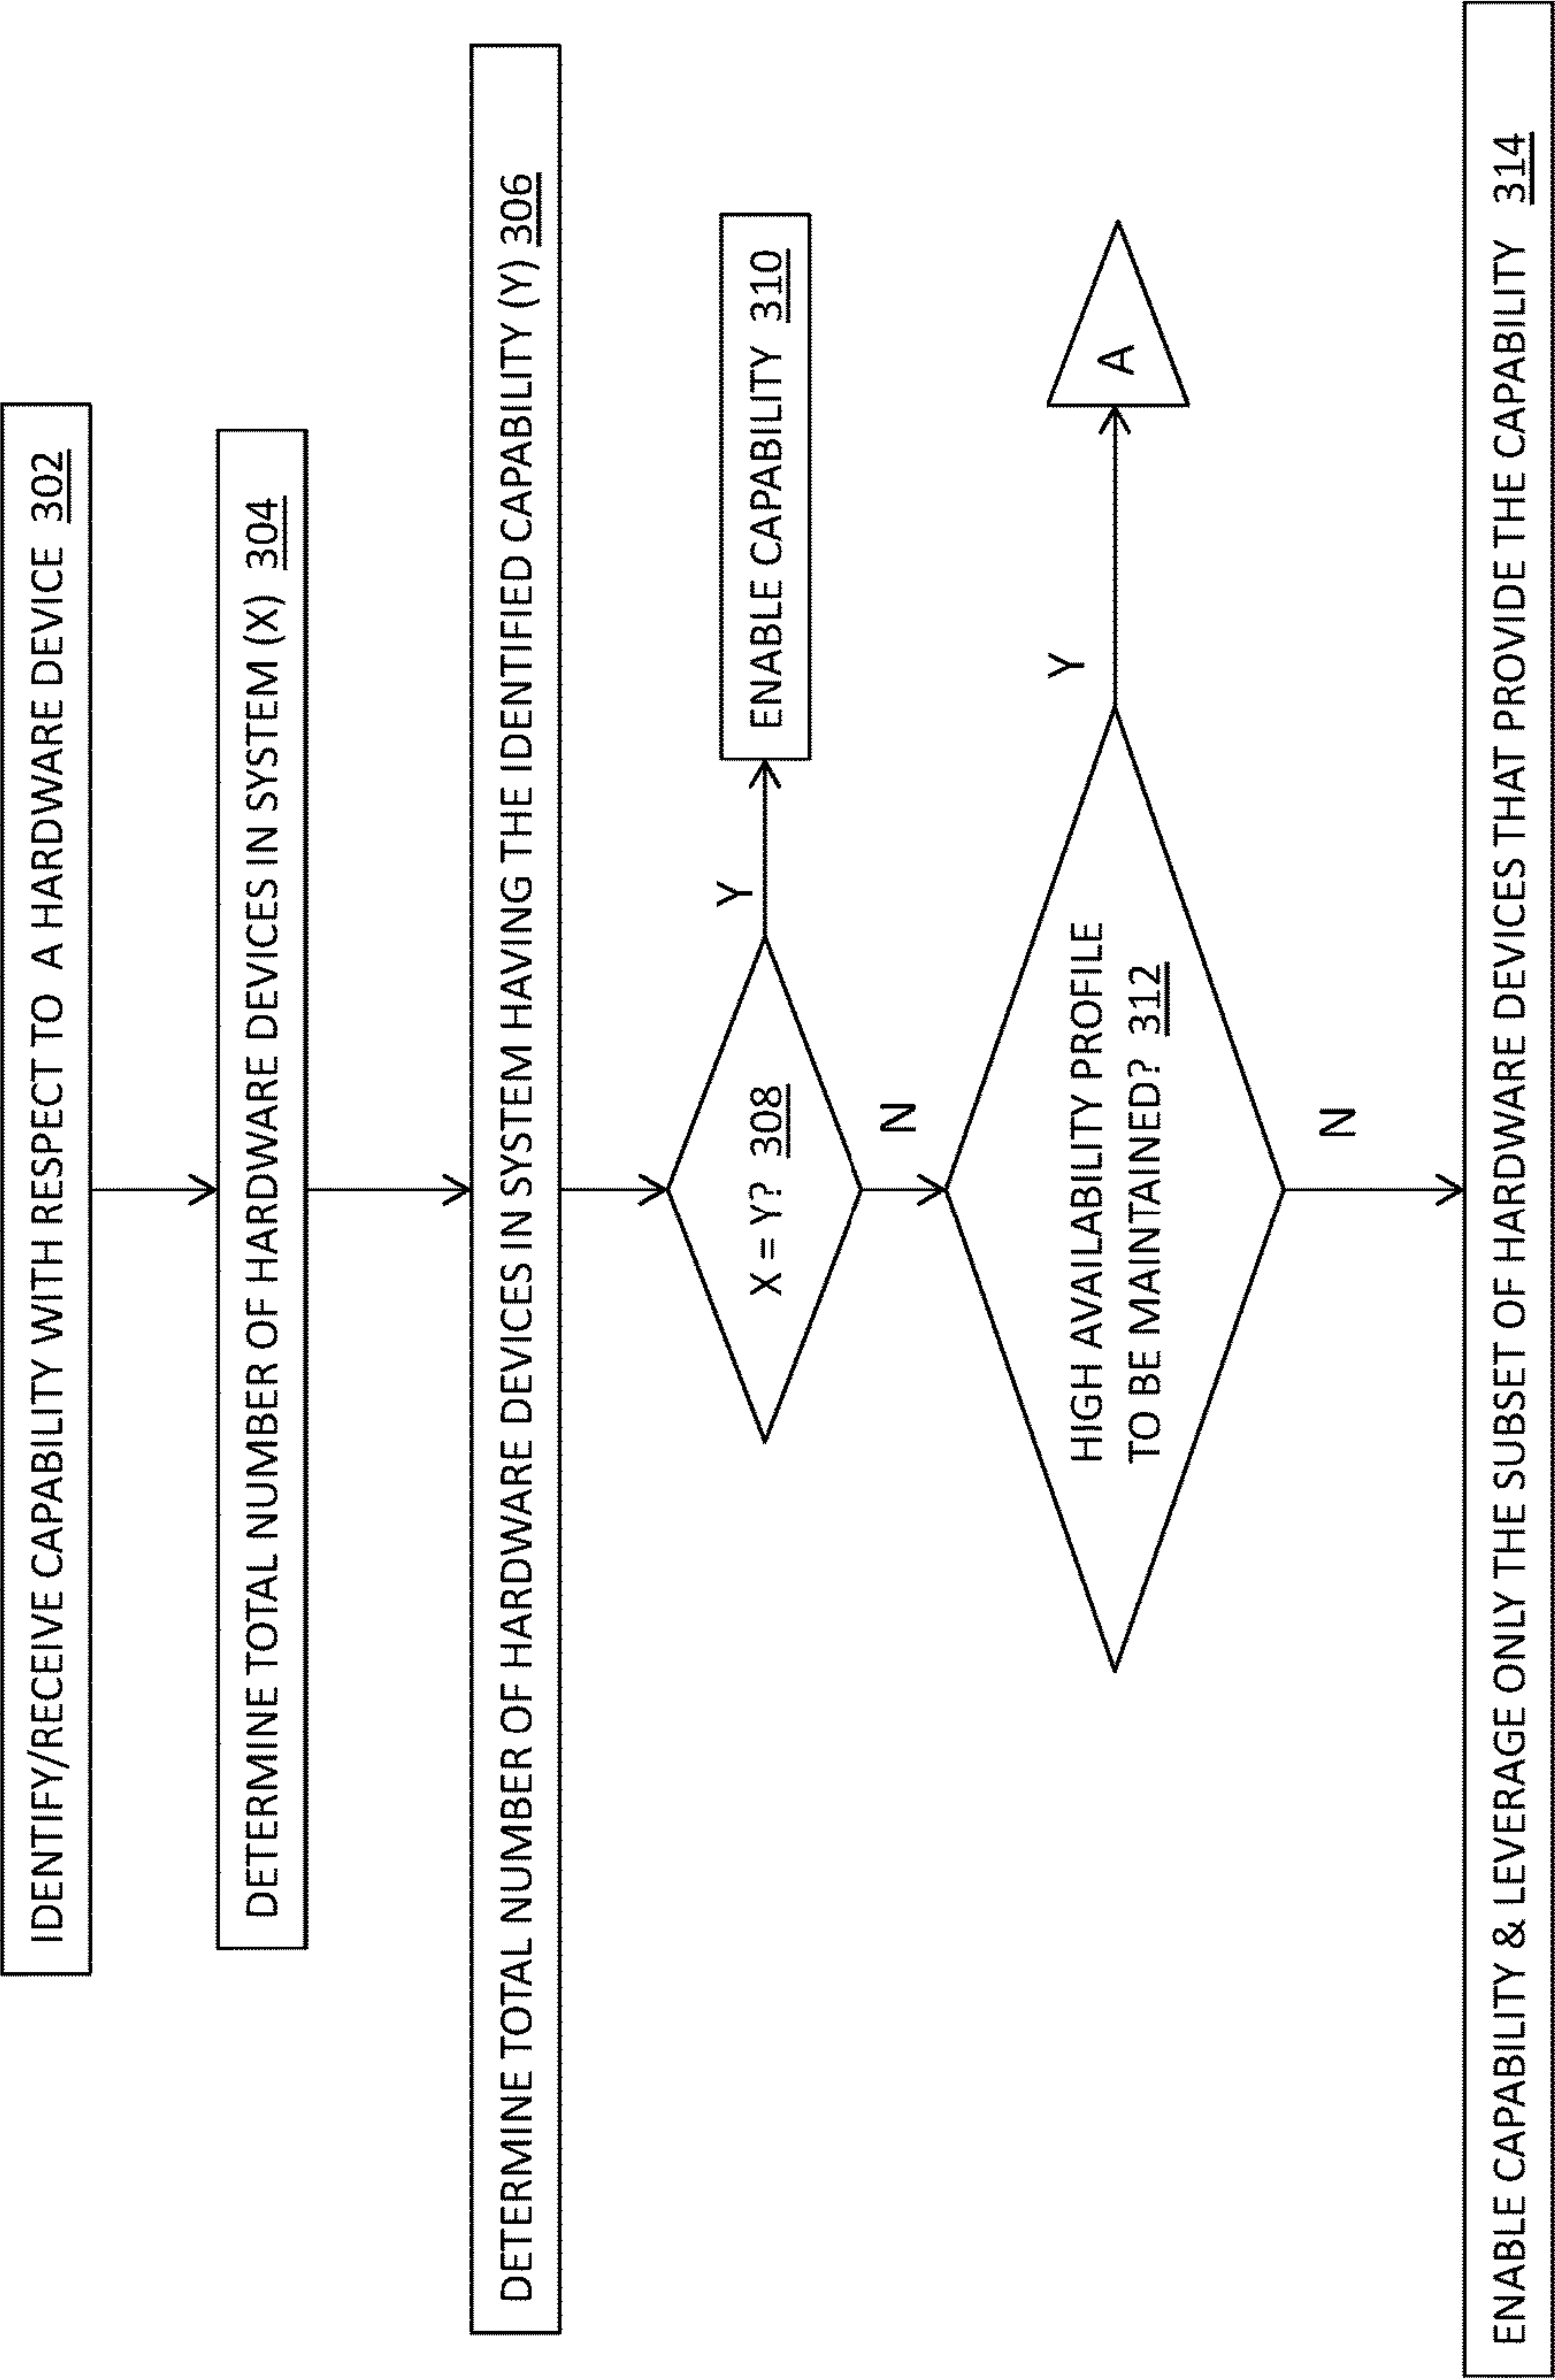 IDENTIFY/RECEIVE CAPABILITY WITH RESPECT TO A HARDWARE DEVICE 302
DETERMINE TOTAL NUMBER OF HARDWARE DEVICES IN SYSTEM (X) 304
DETERMINE TOTAL NUMBER OF HARDWARE DEVICES IN SYSTEM HAVING THE IDENTIFIED CAPABILITY (Y) 306
X = Y? 308
Y
ENABLE CAPABILITY 310
N
HIGH AVAILABILITY PROFILE
TO BE MAINTAINED? 312
Y
A
N
ENABLE CAPABILITY & LEVERAGE ONLY THE SUBSET OF HARDWARE DEVICES THAT PROVIDE THE CAPABILITY 314